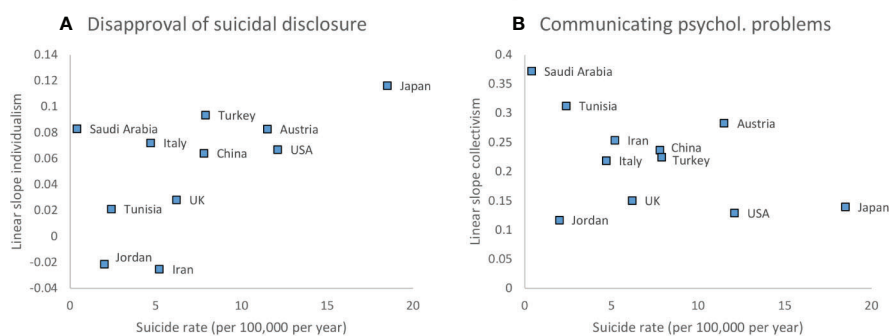 A Disapproval of suicidal disclosure
Linear slope individualism
0.14
0.12
0.1
0.08
0.06
0.04
0.02
0
-0.02
-0.04
Japan
Turkey
Saudi Arabia
Austria
Italy
China
USA
UK
Tunisia
Jordan
Iran
0 5 10 15 20
Suicide rate (per 100,000 per year)
B Communicating psychol. problems
Linear slope collectivism
0.4
0.35
0.3
0.25
0.2
0.15
0.1
0.05
0
Saudi Arabia
Tunisia
Austria
Iran
China
Italy
Turkey
UK
Japan
USA
Jordan
0 5 10 15 20
Suicide rate (per 100,000 per year)